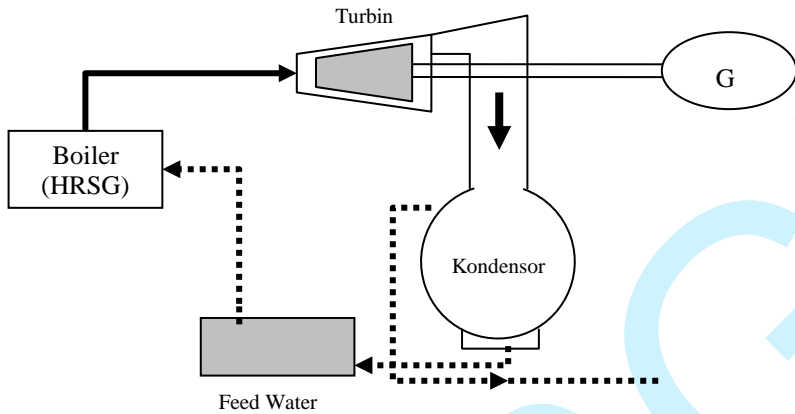 Turbin
G
Boiler
(HRSG)
Kondensor
Feed Water